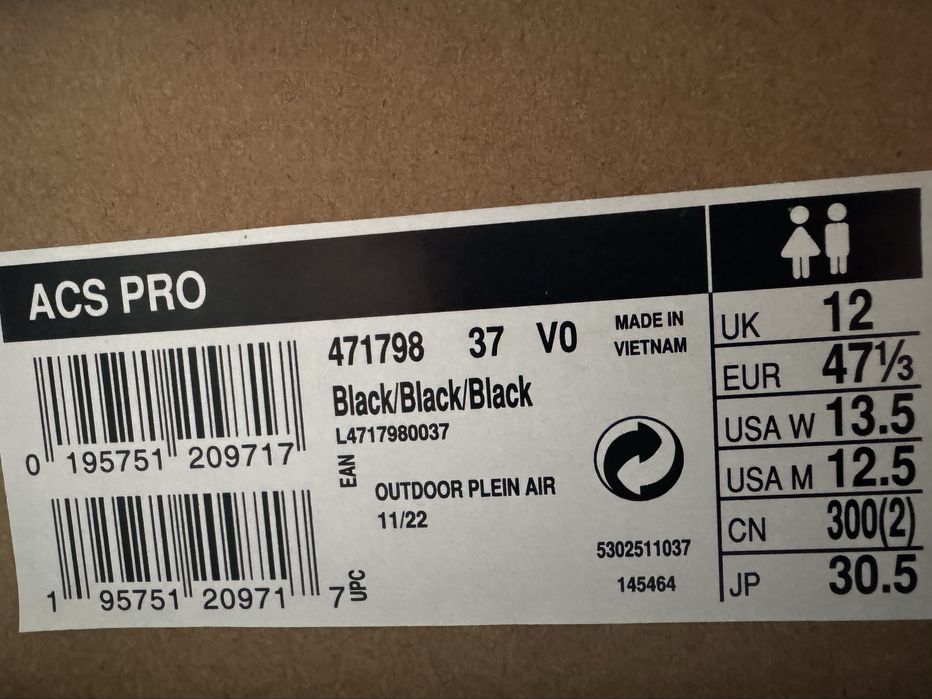 ACS PRO
471798 37 V0
MADE IN
VIETNAM
Black/Black/Black
L4717980037
EAN
0 195751 209717
OUTDOOR PLEIN AIR
11/22
5302511037
145464
1 95751 20971 7
UPC
UK 12
EUR 47⅓
USA W 13.5
USA M 12.5
CN 300(2)
JP 30.5